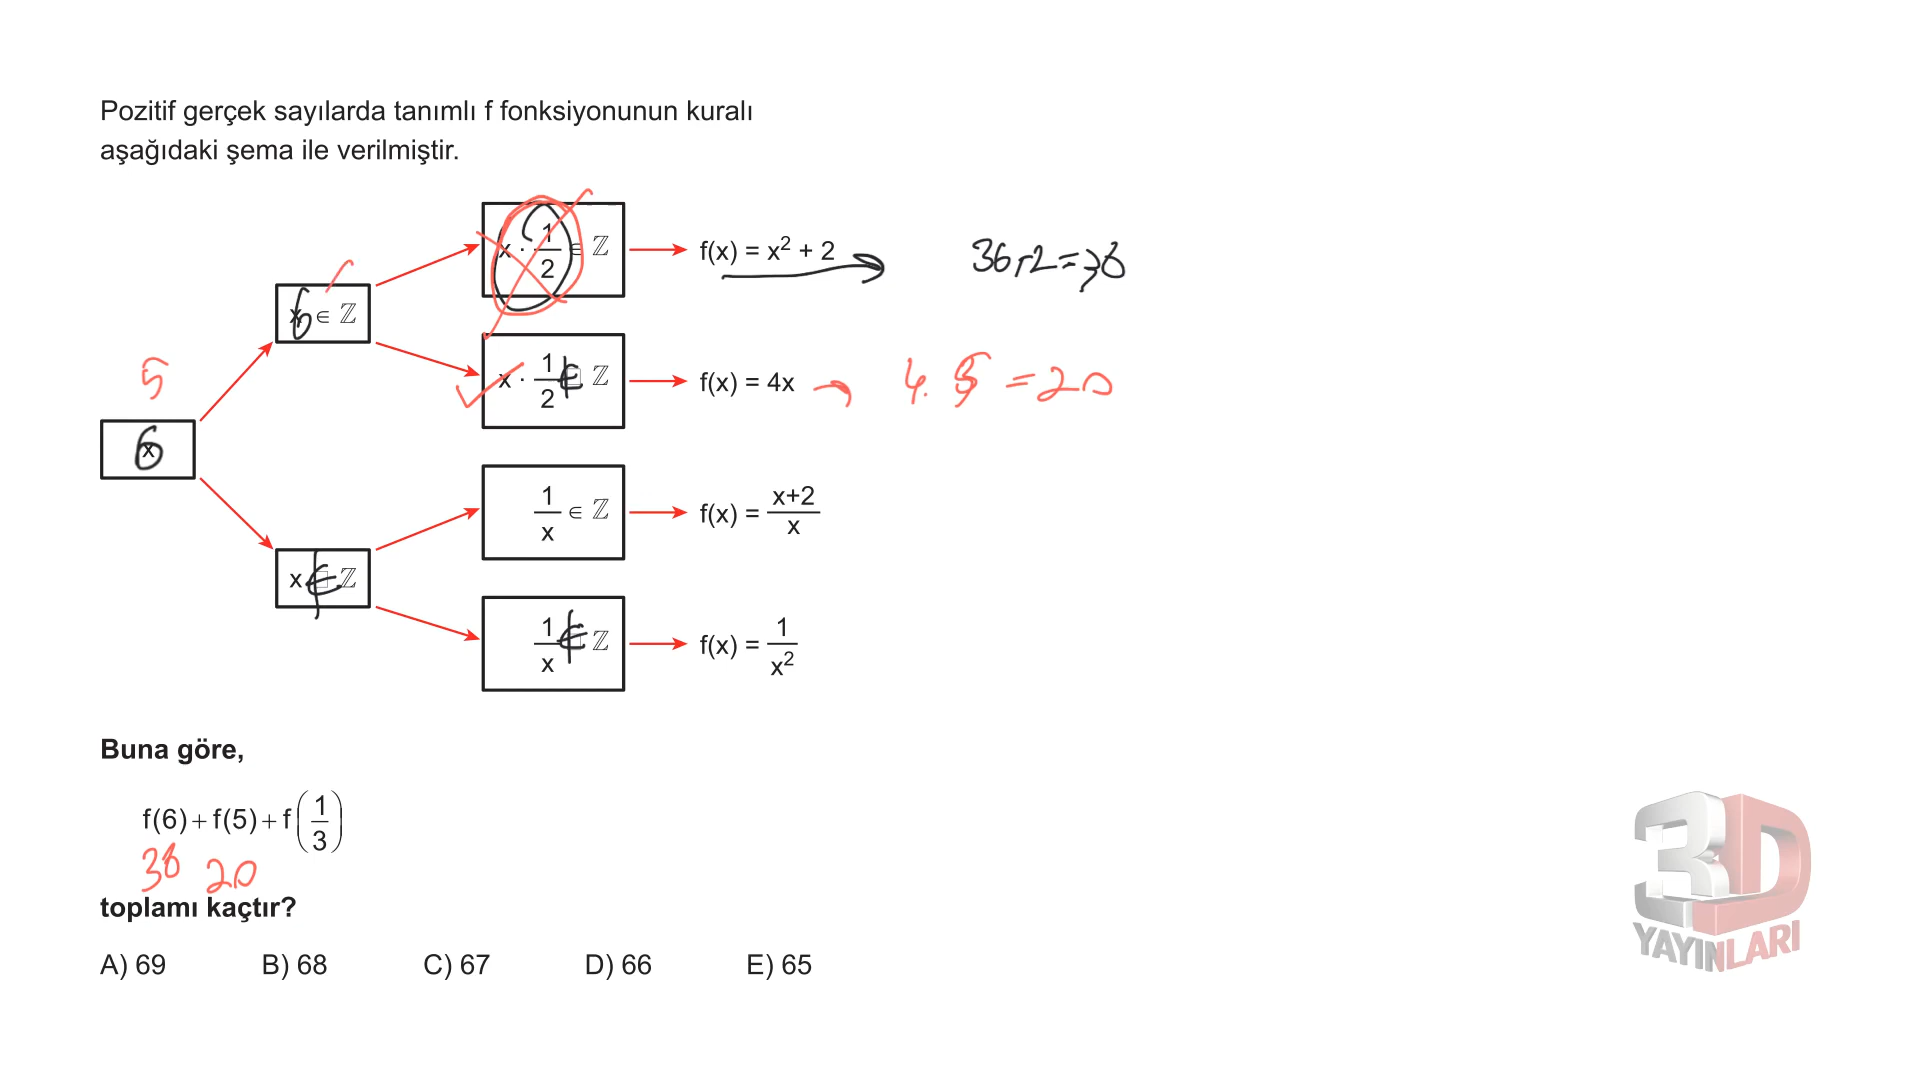 Pozitif gerçek sayılarda tanımlı f fonksiyonunun kuralı
aşağıdaki şema ile verilmiştir.
x · 1/2 ∈ ℤ
f(x) = x² + 2
36+2=38
6 ∈ ℤ
5
x · 1/2 ∉ ℤ
f(x) = 4x
4.5 = 20
6
1/x ∈ ℤ
f(x) = x+2/x
x ∉ ℤ
1/x ∉ ℤ
f(x) = 1/x²
Buna göre,
f(6)+f(5)+f(1/3)
38 20
toplamı kaçtır?
A) 69 B) 68 C) 67 D) 66 E) 65
3D
YAYINLARI